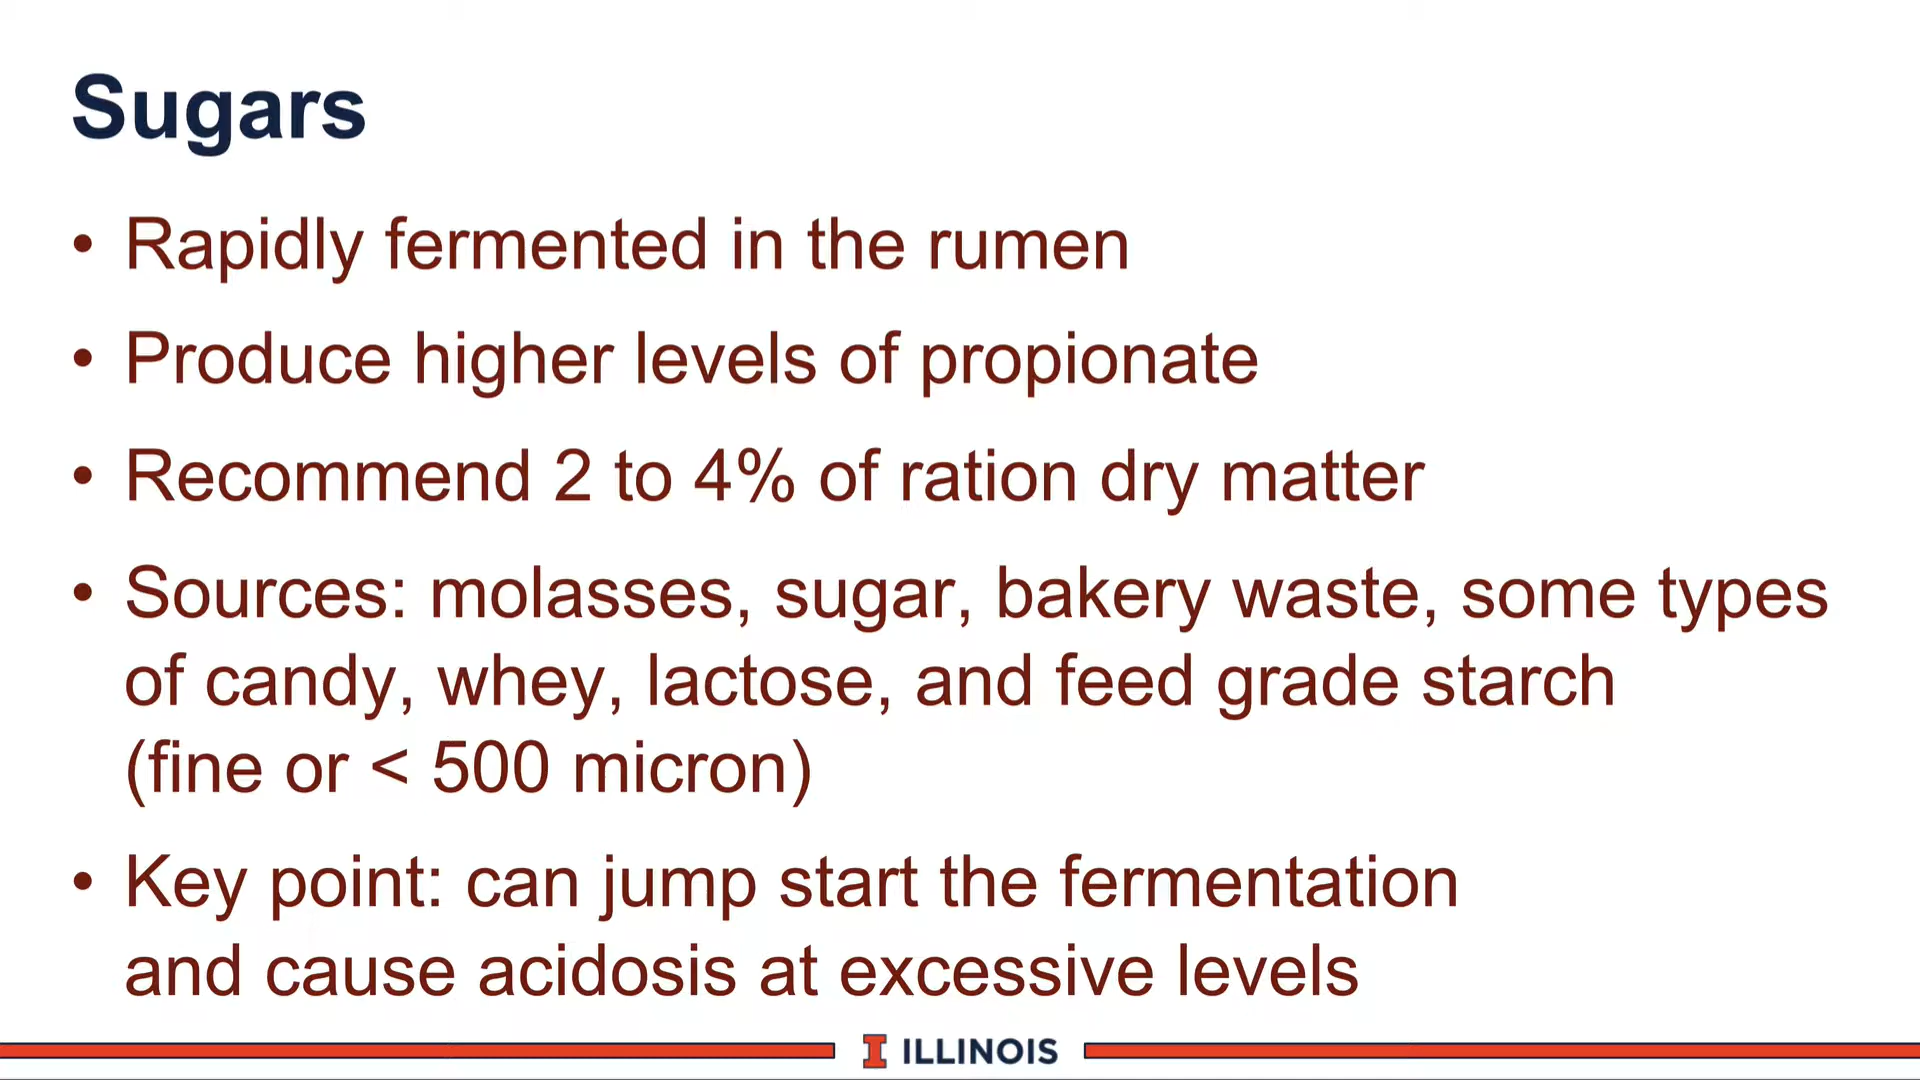 Sugars
• Rapidly fermented in the rumen
• Produce higher levels of propionate
• Recommend 2 to 4% of ration dry matter
• Sources: molasses, sugar, bakery waste, some types
of candy, whey, lactose, and feed grade starch
(fine or < 500 micron)
• Key point: can jump start the fermentation
and cause acidosis at excessive levels
I ILLINOIS